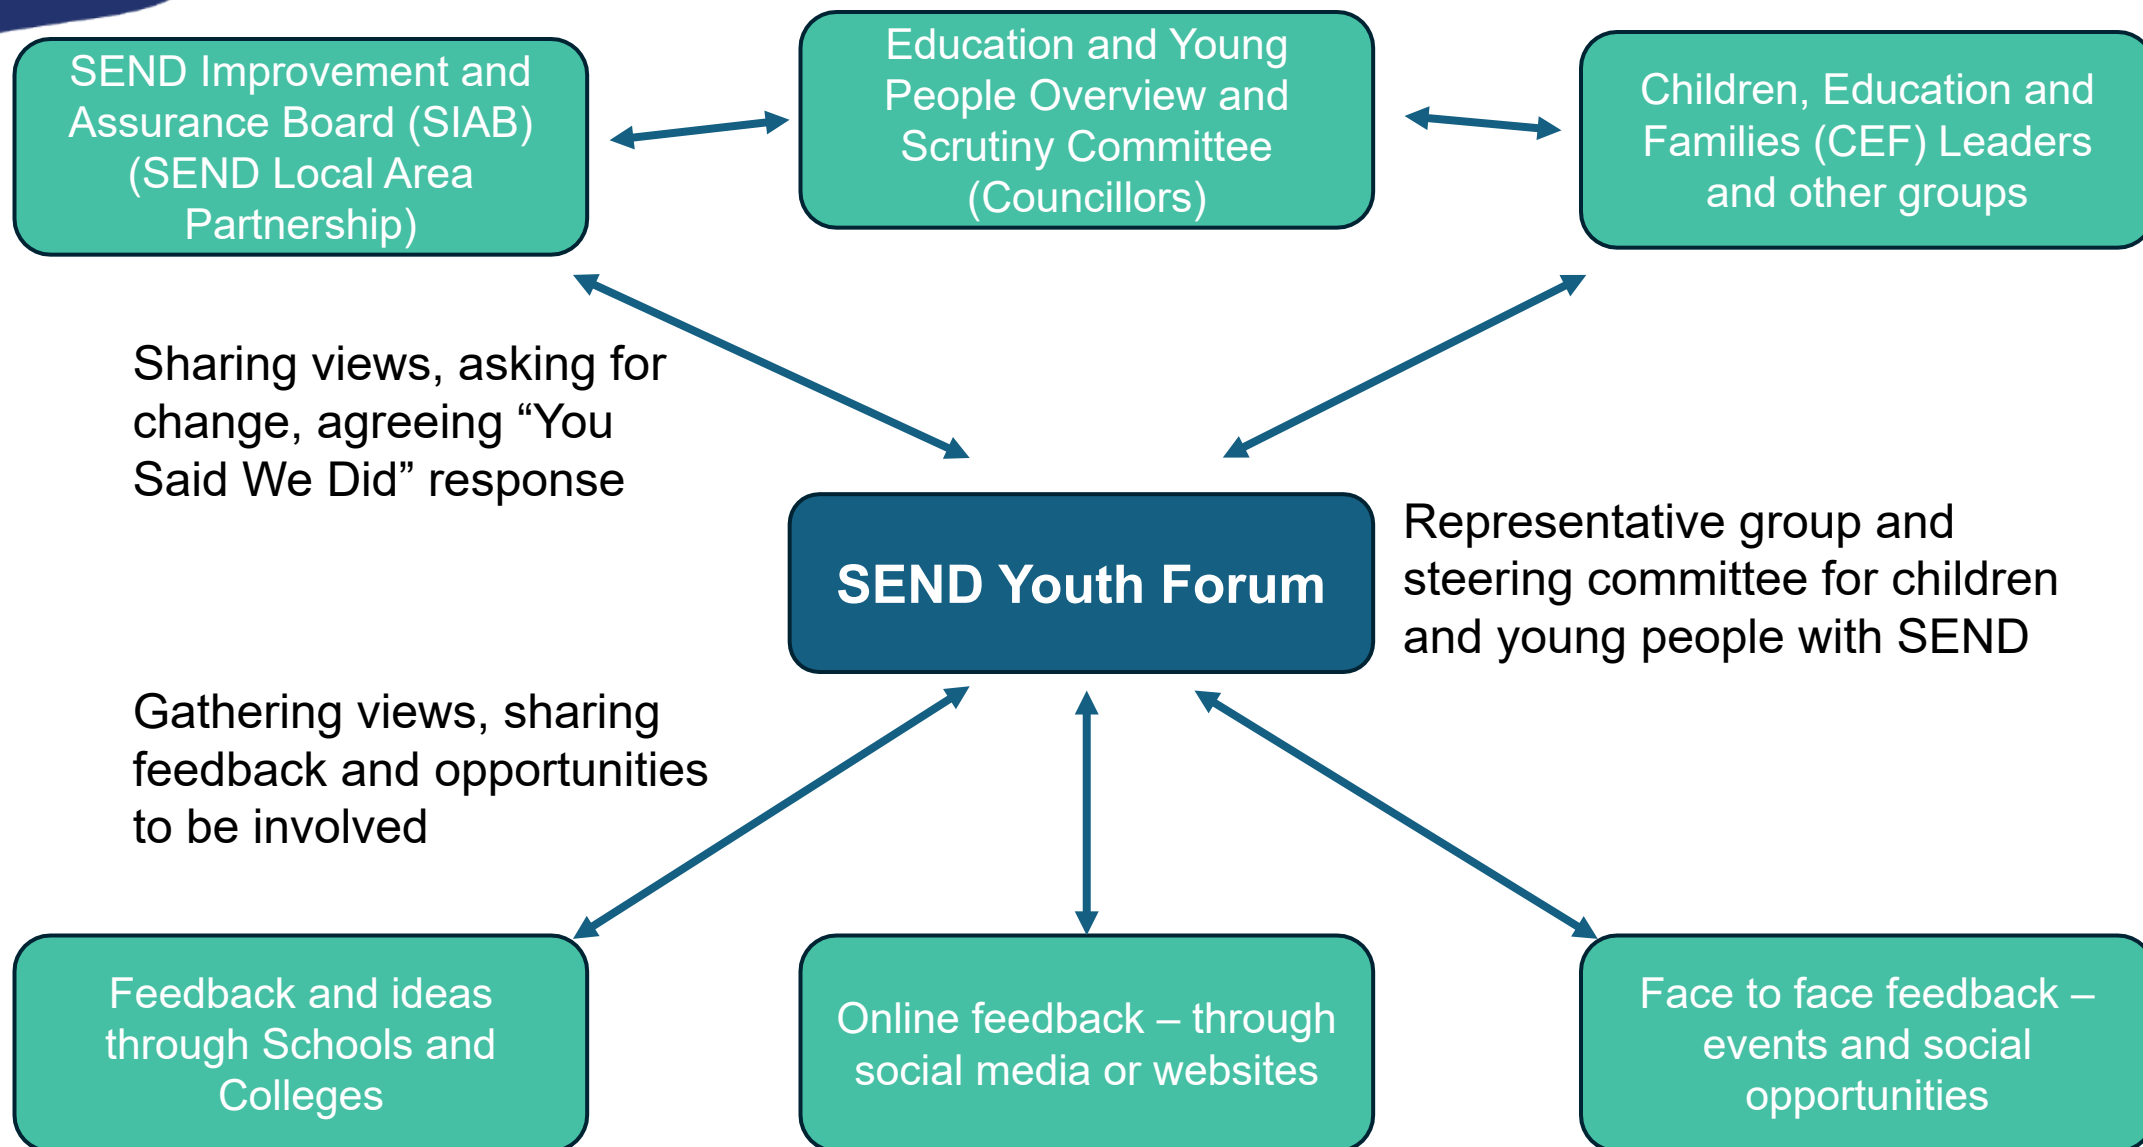 SEND Improvement and
Assurance Board (SIAB)
(SEND Local Area
Partnership)
Education and Young
People Overview and
Scrutiny Committee
(Councillors)
Children, Education and
Families (CEF) Leaders
and other groups
Sharing views, asking for
change, agreeing “You
Said We Did” response
SEND Youth Forum
Representative group and
steering committee for children
and young people with SEND
Gathering views, sharing
feedback and opportunities
to be involved
Feedback and ideas
through Schools and
Colleges
Online feedback – through
social media or websites
Face to face feedback –
events and social
opportunities